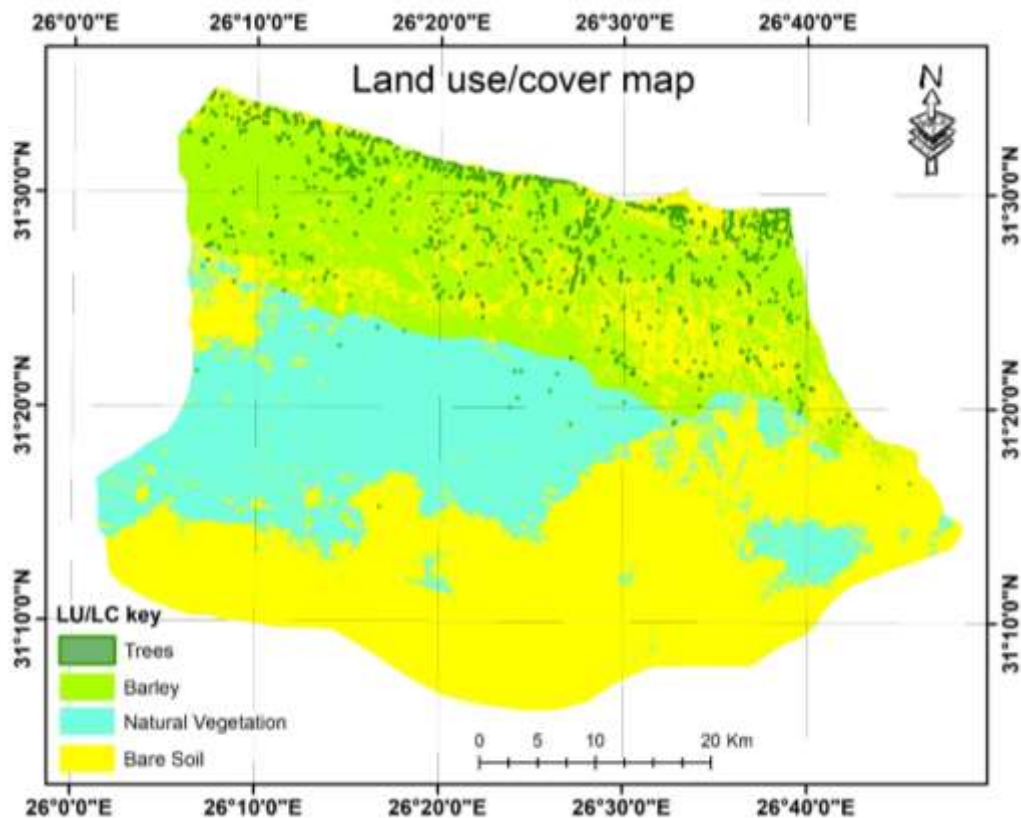 26°0'0"E 26°10'0"E 26°20'0"E 26°30'0"E 26°40'0"E
Land use/cover map
N
31°30'0"N 31°30'0"N
31°20'0"N 31°20'0"N
31°10'0"N 31°10'0"N
LU/LC key
Trees
Barley
Natural Vegetation
Bare Soil
0 5 10 20 Km
26°0'0"E 26°10'0"E 26°20'0"E 26°30'0"E 26°40'0"E